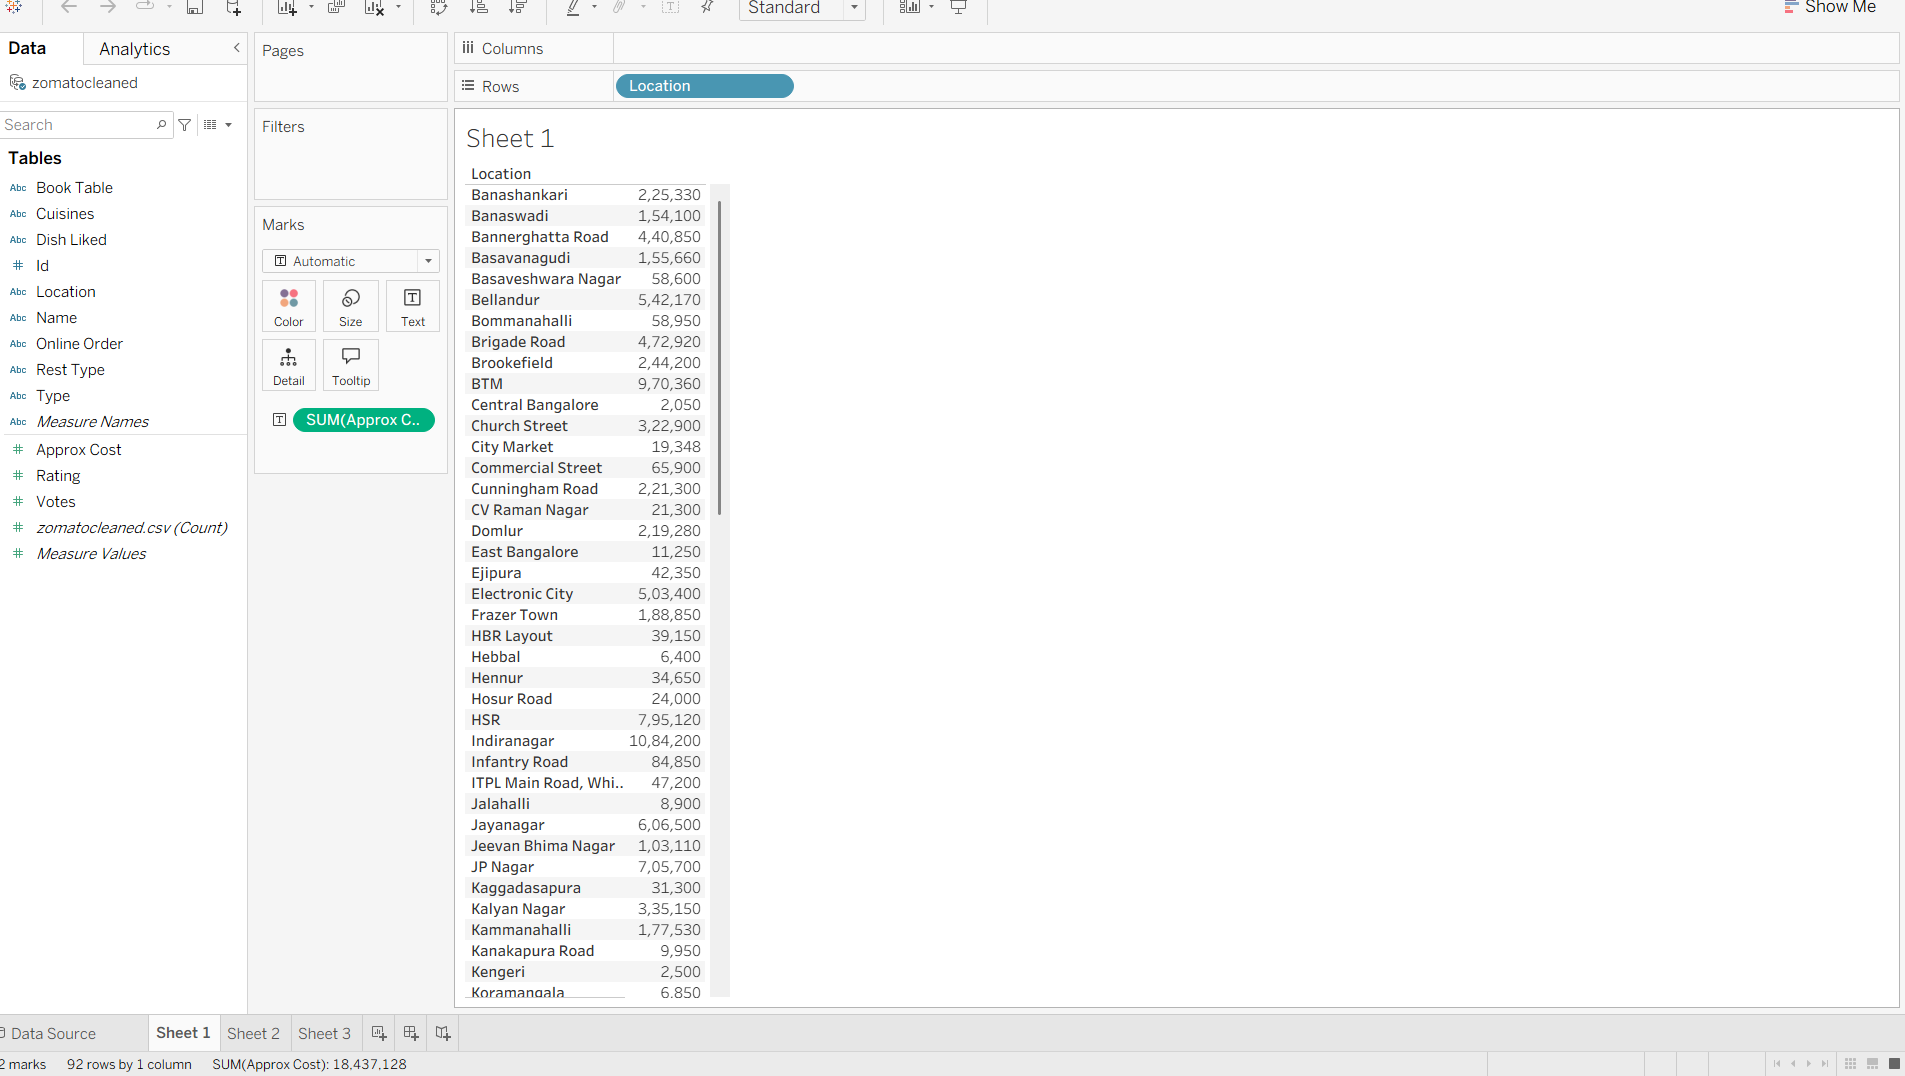 Standard
Show Me
Data
Analytics
zomatocleaned
Search
Tables
Abc Book Table
Abc Cuisines
Abc Dish Liked
# Id
Abc Location
Abc Name
Abc Online Order
Abc Rest Type
Abc Type
Abc Measure Names
# Approx Cost
# Rating
# Votes
# zomatocleaned.csv (Count)
# Measure Values
Pages
Filters
Marks
Automatic
Color Size Text
Detail Tooltip
SUM(Approx C..
Columns
Rows Location
Sheet 1
Location
Banashankari 2,25,330
Banaswadi 1,54,100
Bannerghatta Road 4,40,850
Basavanagudi 1,55,660
Basaveshwara Nagar 58,600
Bellandur 5,42,170
Bommanahalli 58,950
Brigade Road 4,72,920
Brookefield 2,44,200
BTM 9,70,360
Central Bangalore 2,050
Church Street 3,22,900
City Market 19,348
Commercial Street 65,900
Cunningham Road 2,21,300
CV Raman Nagar 21,300
Domlur 2,19,280
East Bangalore 11,250
Ejipura 42,350
Electronic City 5,03,400
Frazer Town 1,88,850
HBR Layout 39,150
Hebbal 6,400
Hennur 34,650
Hosur Road 24,000
HSR 7,95,120
Indiranagar 10,84,200
Infantry Road 84,850
ITPL Main Road, Whi.. 47,200
Jalahalli 8,900
Jayanagar 6,06,500
Jeevan Bhima Nagar 1,03,110
JP Nagar 7,05,700
Kaggadasapura 31,300
Kalyan Nagar 3,35,150
Kammanahalli 1,77,530
Kanakapura Road 9,950
Kengeri 2,500
Koramangala 6,850
Data Source Sheet 1 Sheet 2 Sheet 3
2 marks 92 rows by 1 column SUM(Approx Cost): 18,437,128